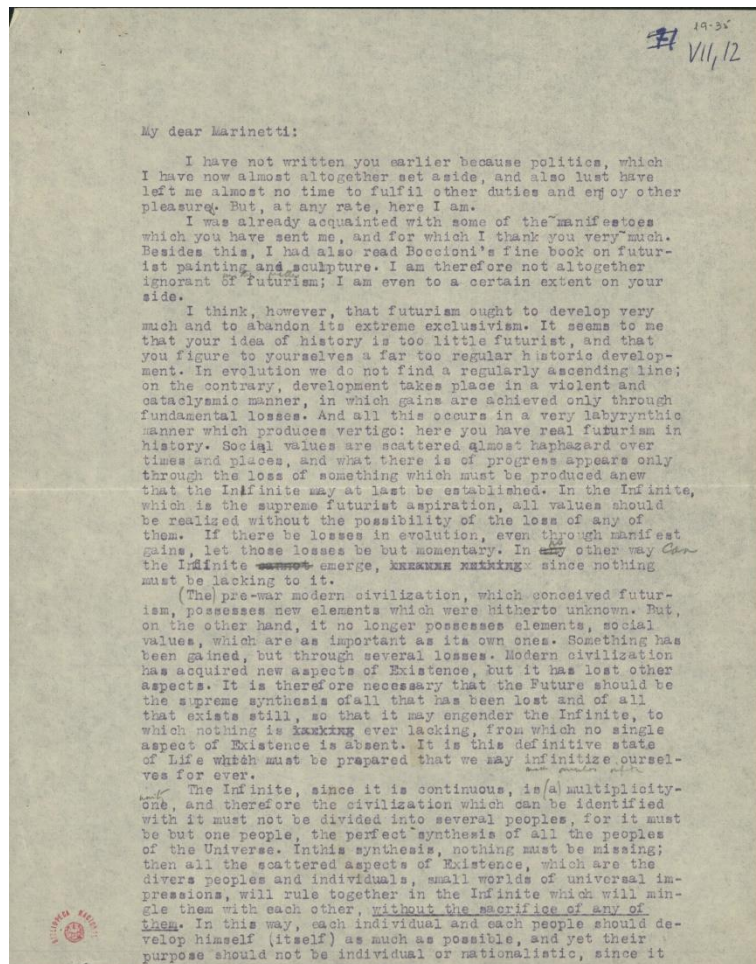 19-35
71
VII, 12
My dear Marinetti:
I have not written you earlier because politics, which
I have now almost altogether set aside, and also lust have
left me almost no time to fulfil other duties and enjoy other
pleasure. But, at any rate, here I am.
I was already acquainted with some of the manifestoes
which you have sent me, and for which I thank you very much.
Besides this, I had also read Boccioni's fine book on futur-
ist painting and sculpture. I am therefore not altogether
ignorant of futurism; I am even to a certain extent on your
side.
I think, however, that futurism ought to develop very
much and to abandon its extreme exclusivism. It seems to me
that your idea of history is too little futurist, and that
you figure to yourselves a far too regular historic develop-
ment. In evolution we do not find a regularly ascending line;
on the contrary, development takes place in a violent and
cataclysmic manner, in which gains are achieved only through
fundamental losses. And all this occurs in a very labyrynthic
manner which produces vertigo: here you have real futurism in
history. Social values are scattered qlmost haphazard over
times and places, and what there is of progress appears only
through the loss of something which must be produced anew
that the Infinite may at last be established. In the Infinite,
which is the supreme futurist aspiration, all values should
be realized without the possibility of the loss of any of
them. If there be losses in evolution, even through manifest
gains, let those losses be but momentary. In no other way can
the Infinite cannot emerge, since nothing
must be lacking to it.
(The) pre-war modern civilization, which conceived futur-
ism, possesses new elements which were hitherto unknown. But,
on the other hand, it no longer possesses elements, social
values, which are as important as its own ones. Something has
been gained, but through several losses. Modern civilization
has acquired new aspects of Existence, but it has lost other
aspects. It is therefore necessary that the Future should be
the supreme synthesis ofall that has been lost and of all
that exists still, so that it may engender the Infinite, to
which nothing is ever lacking, from which no single
aspect of Existence is absent. It is this definitive state
of Life which must be prepared that we may infinitize oursel-
ves for ever.
The Infinite, since it is continuous, is (a) multiplicity-
one, and therefore the civilization which can be identified
with it must not be divided into several peoples, for it must
be but one people, the perfect synthesis of all the peoples
of the Universe. Inthis synthesis, nothing must be missing;
then all the scattered aspects of Existence, which are the
divers peoples and individuals, small worlds of universal im-
pressions, will rule together in the Infinite which will min-
gle them with each other, without the sacrifice of any of
them. In this way, each individual and each people should de-
velop himself (itself) as much as possible, and yet their
purpose should not be individual or nationalistic, since it